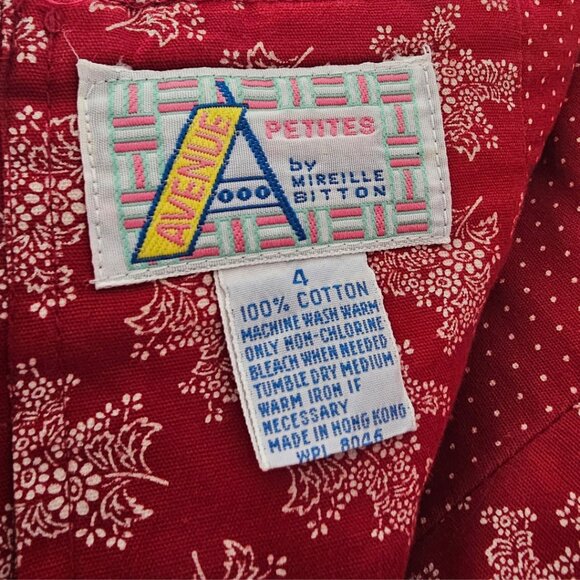 AVENUE
A
PETITES
by
MIREILLE
BITTON
4
100% COTTON
MACHINE WASH WARM
ONLY NON-CHLORINE
BLEACH WHEN NEEDED
TUMBLE DRY MEDIUM
WARM IRON IF
NECESSARY
MADE IN HONG KONG
WPL 8046